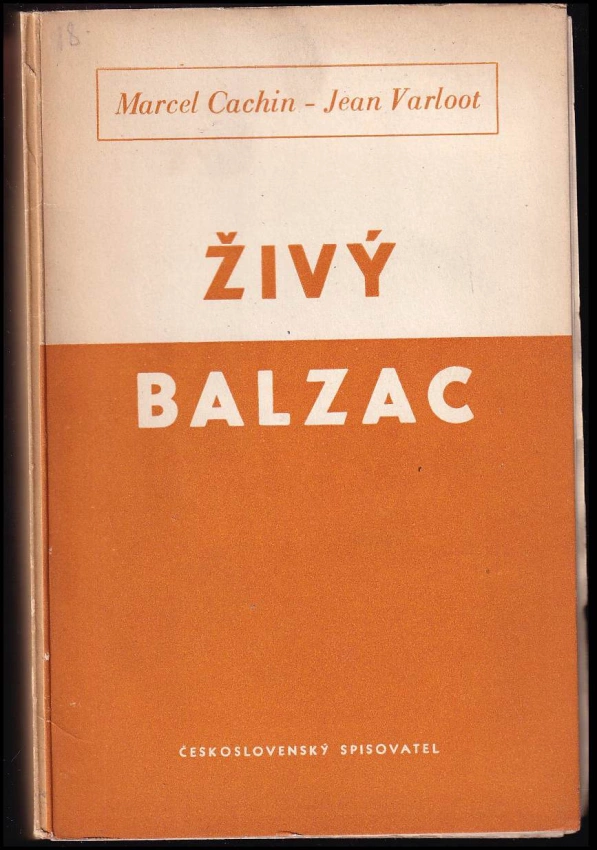 18.
Marcel Cachin - Jean Varloot
ŽIVÝ
BALZAC
ČESKOSLOVENSKÝ SPISOVATEL